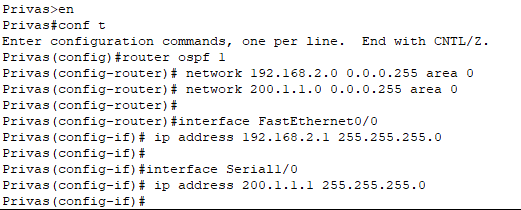 Privas>en
Privas#conf t
Enter configuration commands, one per line.  End with CNTL/Z.
Privas(config)#router ospf 1
Privas(config-router)# network 192.168.2.0 0.0.0.255 area 0
Privas(config-router)# network 200.1.1.0 0.0.0.255 area 0
Privas(config-router)#
Privas(config-router)#interface FastEthernet0/0
Privas(config-if)# ip address 192.168.2.1 255.255.255.0
Privas(config-if)#
Privas(config-if)#interface Serial1/0
Privas(config-if)# ip address 200.1.1.1 255.255.255.0
Privas(config-if)#